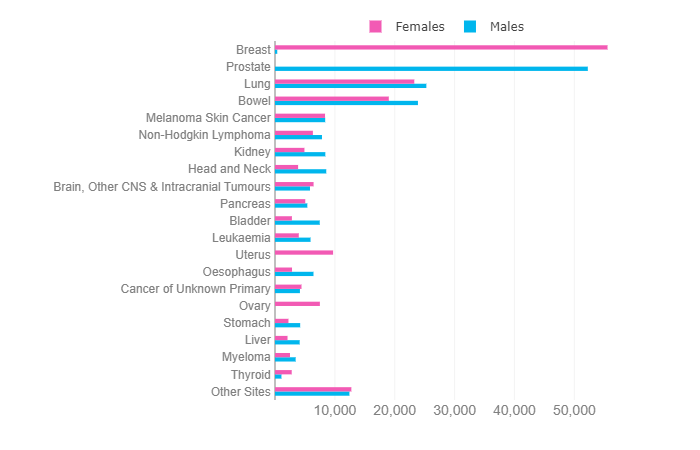 Females Males
Breast
Prostate
Lung
Bowel
Melanoma Skin Cancer
Non-Hodgkin Lymphoma
Kidney
Head and Neck
Brain, Other CNS & Intracranial Tumours
Pancreas
Bladder
Leukaemia
Uterus
Oesophagus
Cancer of Unknown Primary
Ovary
Stomach
Liver
Myeloma
Thyroid
Other Sites
10,000 20,000 30,000 40,000 50,000